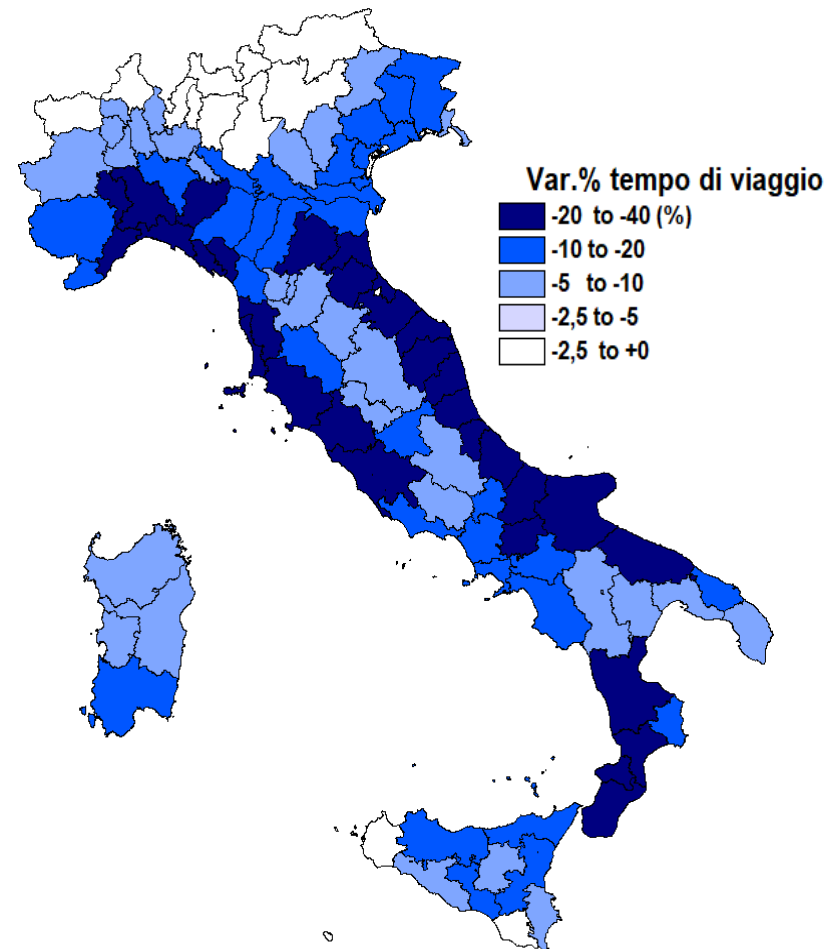 Var.% tempo di viaggio
-20 to -40 (%)
-10 to -20
-5 to -10
-2,5 to -5
-2,5 to +0